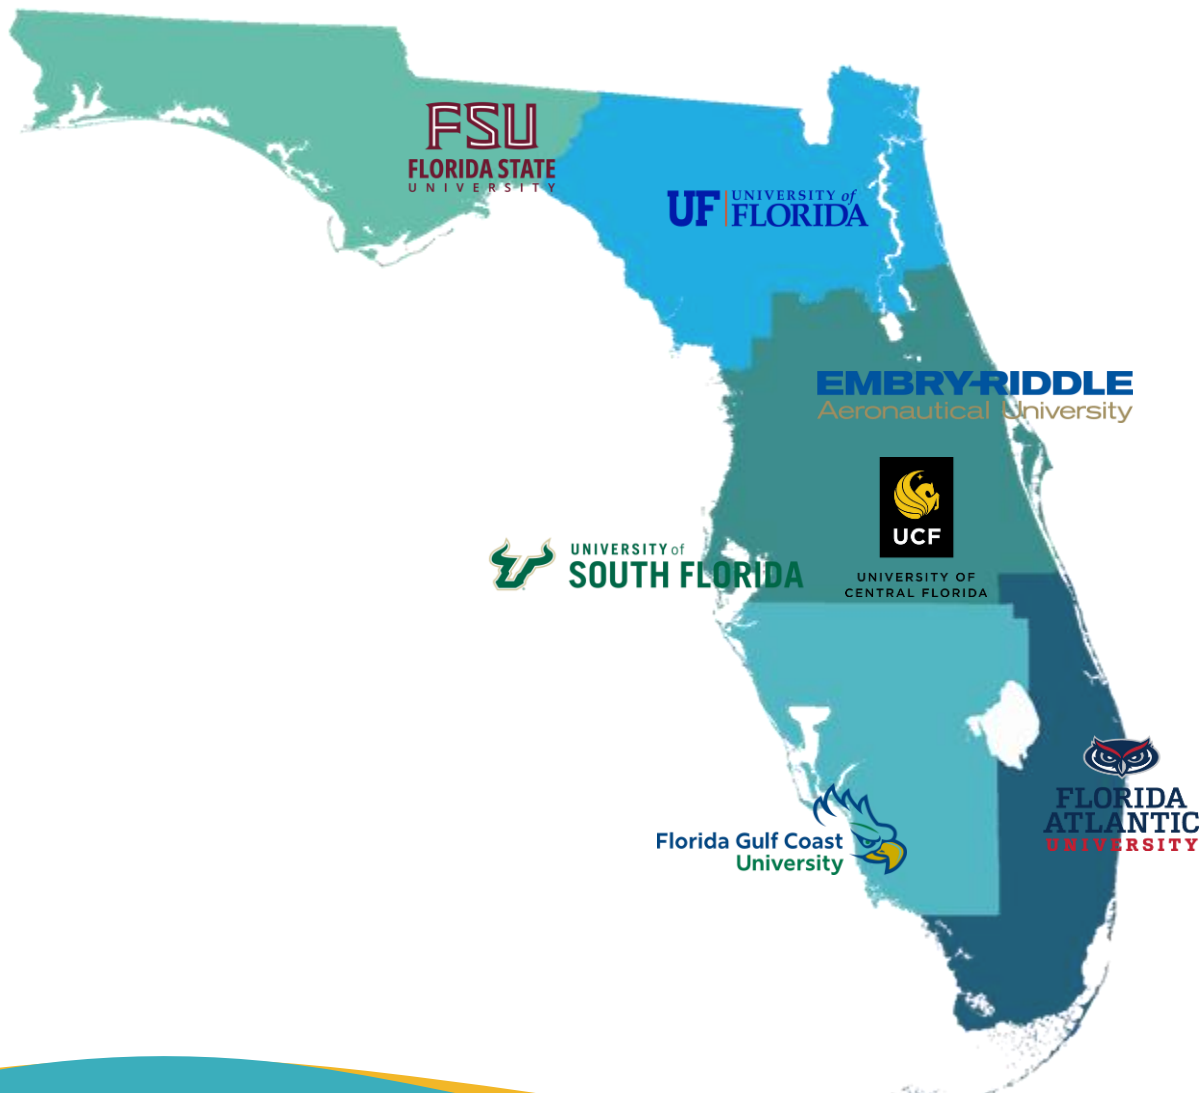 FSU
FLORIDA STATE
UNIVERSITY
UF UNIVERSITY of
FLORIDA
EMBRY-RIDDLE
Aeronautical University
UCF
UNIVERSITY OF
CENTRAL FLORIDA
UNIVERSITY of
SOUTH FLORIDA
FLORIDA
ATLANTIC
UNIVERSITY
Florida Gulf Coast
University